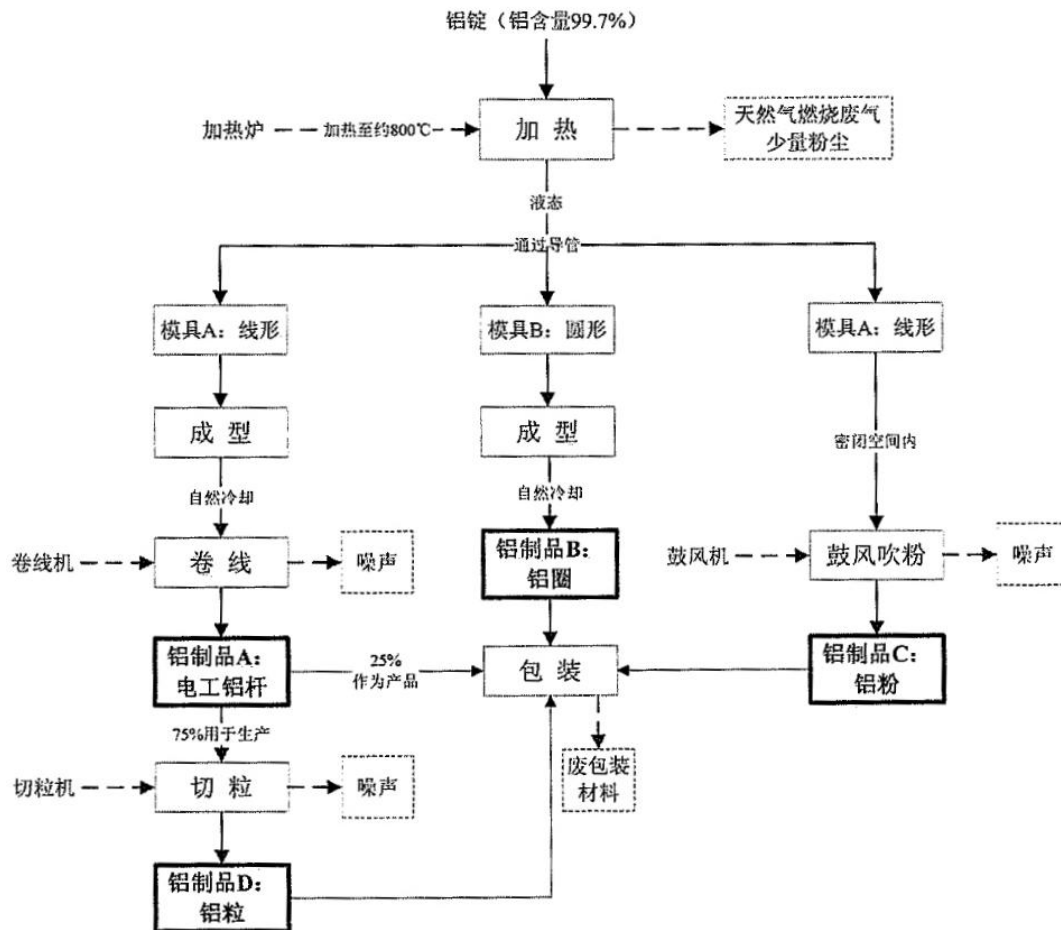 铝锭（铝含量99.7%）
加热炉
加热至约800℃
加 热
天然气燃烧废气
少量粉尘
液态
通过导管
模具A：线形
模具B：圆形
模具A：线形
成 型
成 型
密闭空间内
自然冷却
自然冷却
卷线机
卷 线
噪声
铝制品B：
铝圈
鼓风机
鼓风吹粉
噪声
铝制品A：
电工铝杆
25%
作为产品
包 装
铝制品C：
铝粉
75%用于生产
切粒机
切 粒
噪声
废包装
材料
铝制品D：
铝粒